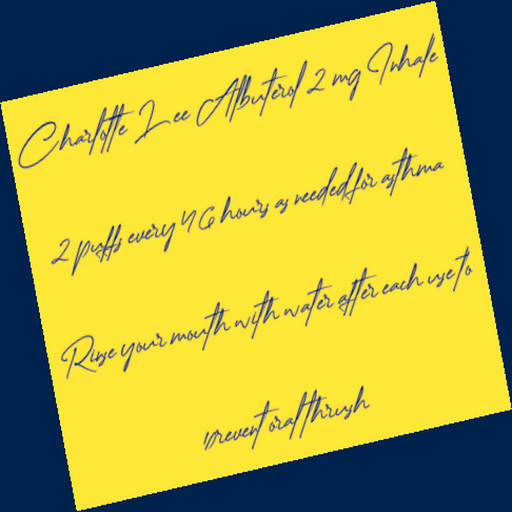 Charlotte Lee Albuterol 2 mg Inhale
2 puffs every 4 6 hours as needed for asthma
Rinse your mouth with water after each use to
prevent oral thrush